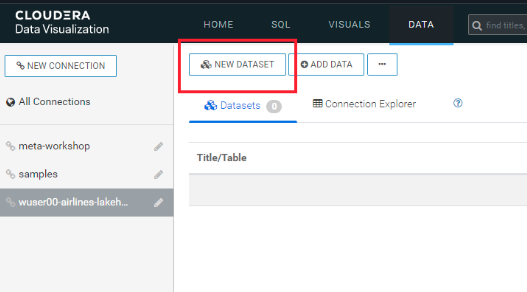 CLOUDERA
Data Visualization
HOME SQL VISUALS DATA find titles,
NEW CONNECTION
NEW DATASET ADD DATA ...
All Connections
Datasets 0 Connection Explorer ?
meta-workshop
samples
wuser00-airlines-lakeh...
Title/Table